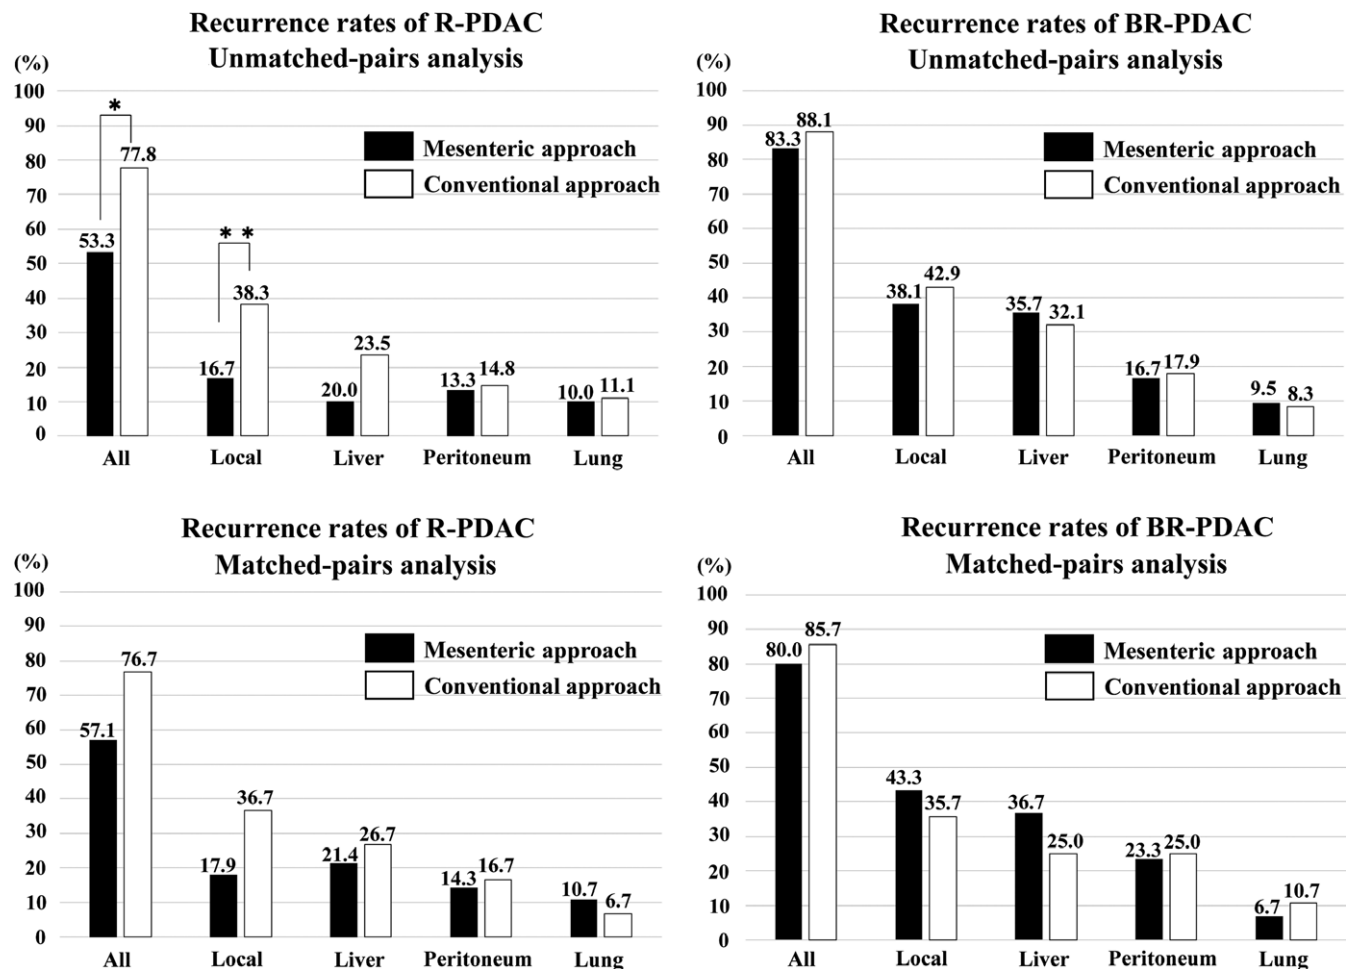 Recurrence rates of R-PDAC
Unmatched-pairs analysis
(%)
100
90
80
70
60
50
40
30
20
10
0
*
* *
Mesenteric approach
Conventional approach
53.3
77.8
16.7
38.3
20.0
23.5
13.3
14.8
10.0
11.1
All
Local
Liver
Peritoneum
Lung
Recurrence rates of BR-PDAC
Unmatched-pairs analysis
(%)
100
90
80
70
60
50
40
30
20
10
0
Mesenteric approach
Conventional approach
83.3
88.1
38.1
42.9
35.7
32.1
16.7
17.9
9.5
8.3
All
Local
Liver
Peritoneum
Lung
Recurrence rates of R-PDAC
Matched-pairs analysis
(%)
100
90
80
70
60
50
40
30
20
10
0
Mesenteric approach
Conventional approach
57.1
76.7
17.9
36.7
21.4
26.7
14.3
16.7
10.7
6.7
All
Local
Liver
Peritoneum
Lung
Recurrence rates of BR-PDAC
Matched-pairs analysis
(%)
100
90
80
70
60
50
40
30
20
10
0
Mesenteric approach
Conventional approach
80.0
85.7
43.3
35.7
36.7
25.0
23.3
25.0
6.7
10.7
All
Local
Liver
Peritoneum
Lung